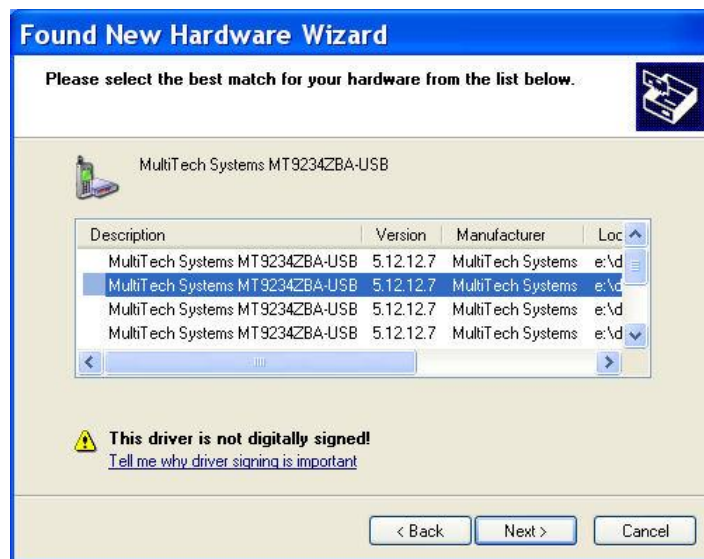 Found New Hardware Wizard
Please select the best match for your hardware from the list below.
MultiTech Systems MT9234ZBA-USB
Description Version Manufacturer Loc
MultiTech Systems MT9234ZBA-USB 5.12.12.7 MultiTech Systems e:\d
MultiTech Systems MT9234ZBA-USB 5.12.12.7 MultiTech Systems e:\d
MultiTech Systems MT9234ZBA-USB 5.12.12.7 MultiTech Systems e:\d
MultiTech Systems MT9234ZBA-USB 5.12.12.7 MultiTech Systems e:\d
This driver is not digitally signed!
Tell me why driver signing is important
< Back Next > Cancel